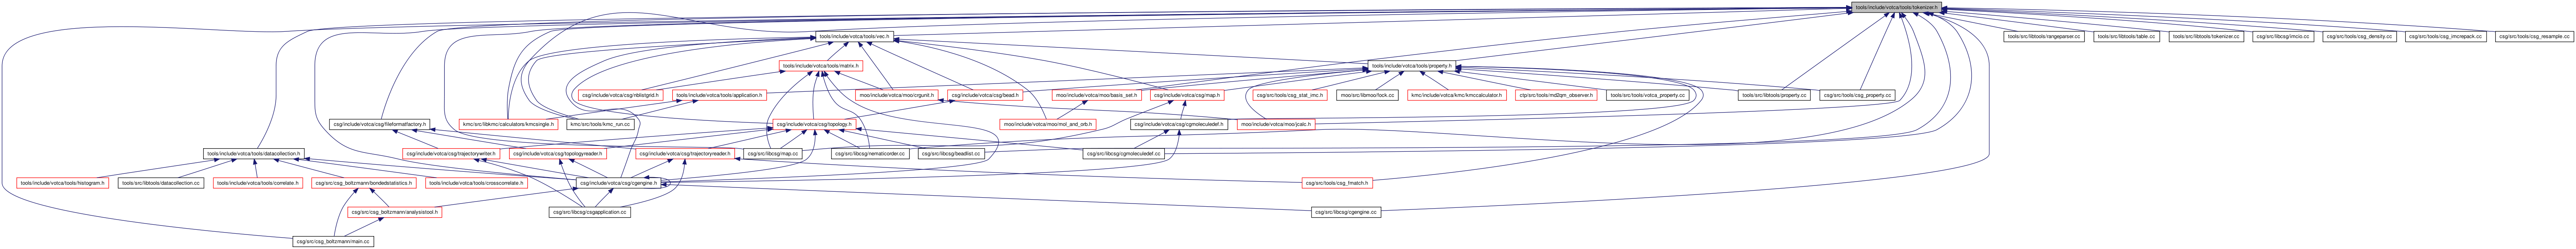 tools/include/votca/tools/tokenizer.h
tools/include/votca/tools/vec.h
tools/src/libtools/rangeparser.cc
tools/src/libtools/table.cc
tools/src/libtools/tokenizer.cc
csg/src/libcsg/imcio.cc
csg/src/tools/csg_density.cc
csg/src/tools/csg_imcrepack.cc
csg/src/tools/csg_resample.cc
tools/include/votca/tools/matrix.h
tools/include/votca/tools/property.h
csg/include/votca/csg/nblistgrid.h
tools/include/votca/tools/application.h
moo/include/votca/moo/crgunit.h
csg/include/votca/csg/bead.h
moo/include/votca/moo/basis_set.h
csg/include/votca/csg/map.h
csg/src/tools/csg_stat_imc.h
moo/src/libmoo/fock.cc
kmc/include/votca/kmc/kmccalculator.h
ctp/src/tools/md2qm_observer.h
tools/src/tools/votca_property.cc
tools/src/libtools/property.cc
csg/src/tools/csg_property.cc
csg/include/votca/csg/fileformatfactory.h
kmc/src/libkmc/calculators/kmcsingle.h
kmc/src/tools/kmc_run.cc
csg/include/votca/csg/topology.h
moo/include/votca/moo/mol_and_orb.h
csg/include/votca/csg/cgmoleculedef.h
moo/include/votca/moo/jcalc.h
tools/include/votca/tools/datacollection.h
csg/include/votca/csg/trajectorywriter.h
csg/include/votca/csg/topologyreader.h
csg/include/votca/csg/trajectoryreader.h
csg/src/libcsg/map.cc
csg/src/libcsg/nematicorder.cc
csg/src/libcsg/beadlist.cc
csg/src/libcsg/cgmoleculedef.cc
tools/include/votca/tools/histogram.h
tools/src/libtools/datacollection.cc
tools/include/votca/tools/correlate.h
csg/src/csg_boltzmann/bondedstatistics.h
tools/include/votca/tools/crosscorrelate.h
csg/include/votca/csg/cgengine.h
csg/src/tools/csg_fmatch.h
csg/src/csg_boltzmann/analysistool.h
csg/src/libcsg/csgapplication.cc
csg/src/libcsg/cgengine.cc
csg/src/csg_boltzmann/main.cc